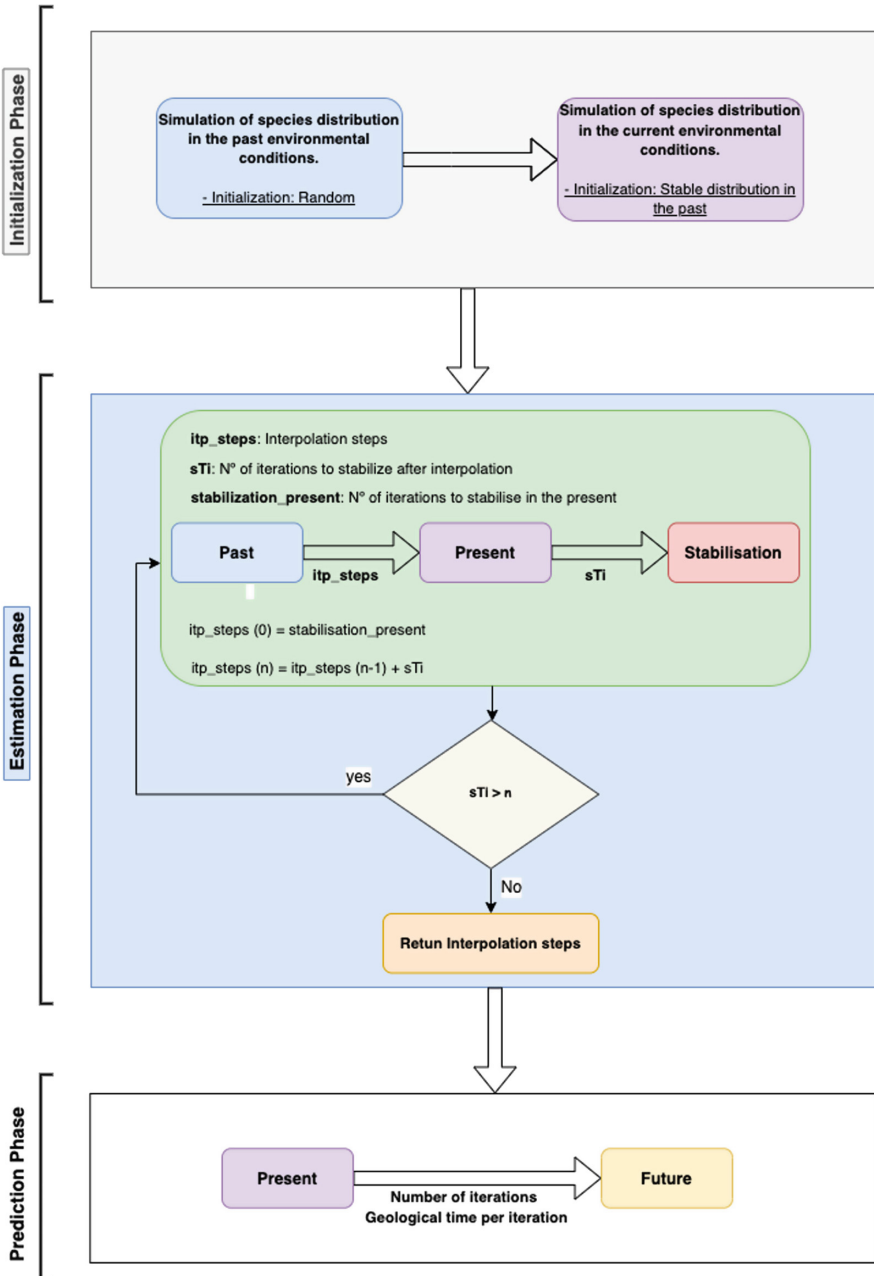 Initialization Phase
Simulation of species distribution
in the past environmental
conditions.
- Initialization: Random
Simulation of species distribution
in the current environmental
conditions.
- Initialization: Stable distribution in
the past
Estimation Phase
itp_steps: Interpolation steps
sTi: Nº of iterations to stabilize after interpolation
stabilization_present: Nº of iterations to stabilise in the present
Past
itp_steps
Present
sTi
Stabilisation
itp_steps (0) = stabilisation_present
itp_steps (n) = itp_steps (n-1) + sTi
sTi > n
yes
No
Retun Interpolation steps
Prediction Phase
Present
Number of iterations
Geological time per iteration
Future